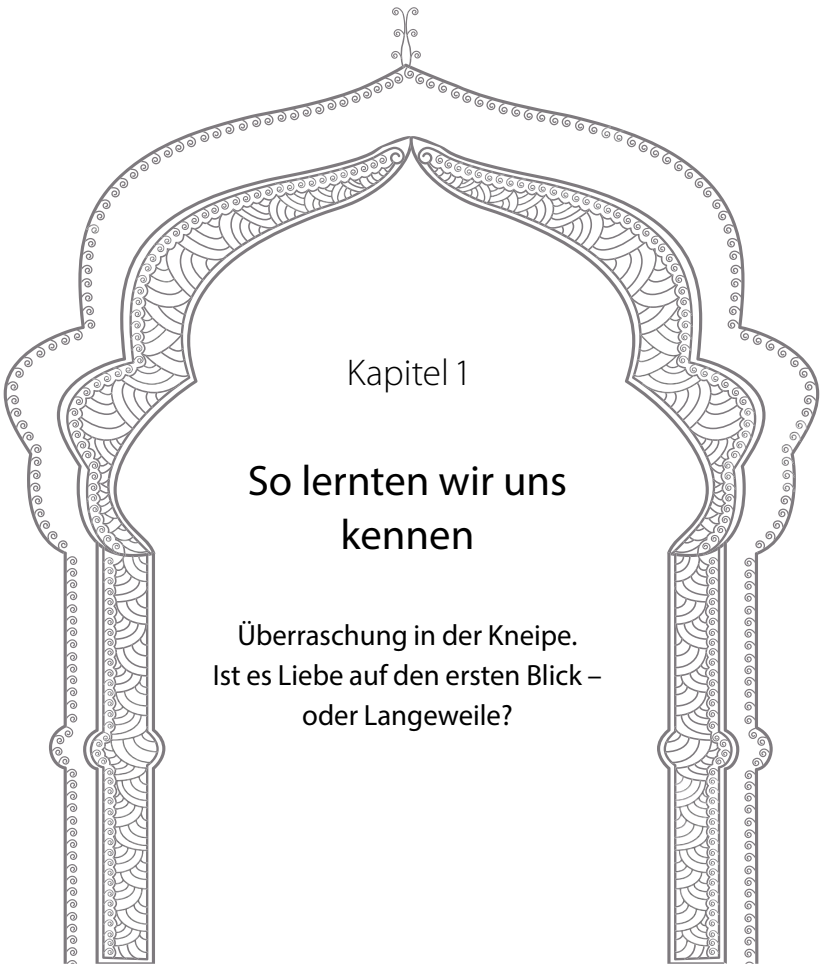 Kapitel 1
So lernten wir uns
kennen
Überraschung in der Kneipe.
Ist es Liebe auf den ersten Blick –
oder Langeweile?